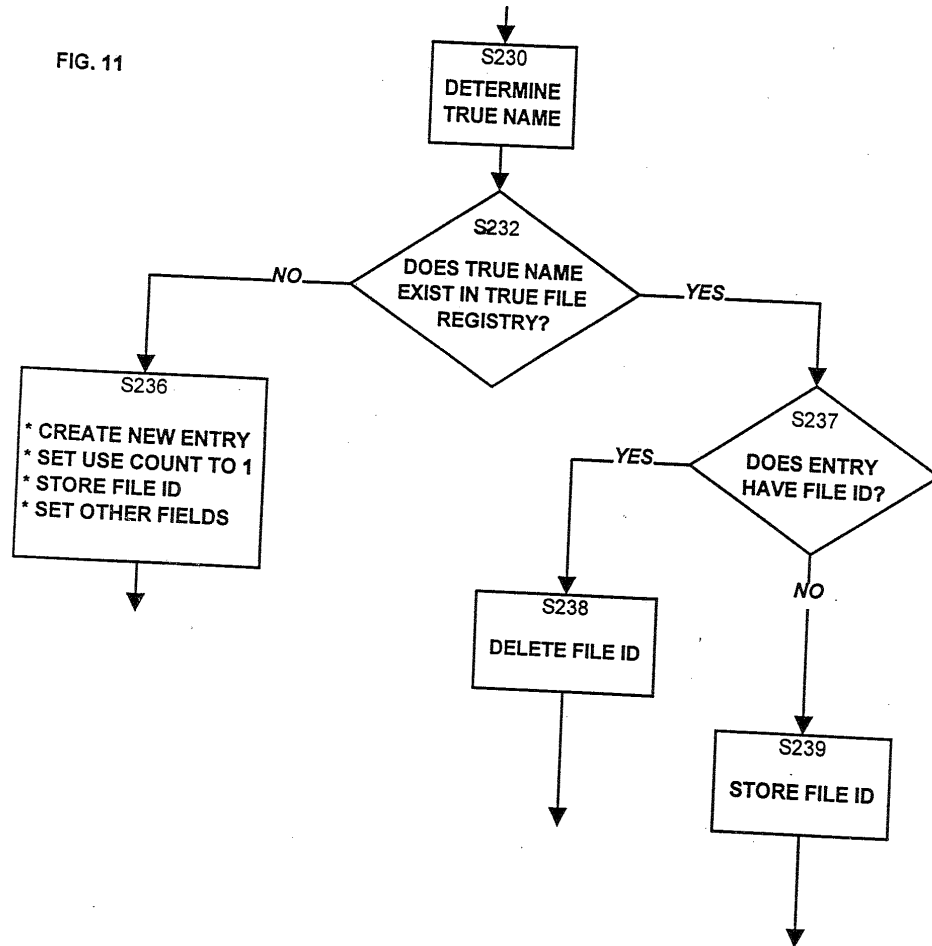 FIG. 11
S230
DETERMINE
TRUE NAME
S232
DOES TRUE NAME
EXIST IN TRUE FILE
REGISTRY?
NO
YES
S236
* CREATE NEW ENTRY
* SET USE COUNT TO 1
* STORE FILE ID
* SET OTHER FIELDS
S237
DOES ENTRY
HAVE FILE ID?
YES
NO
S238
DELETE FILE ID
S239
STORE FILE ID